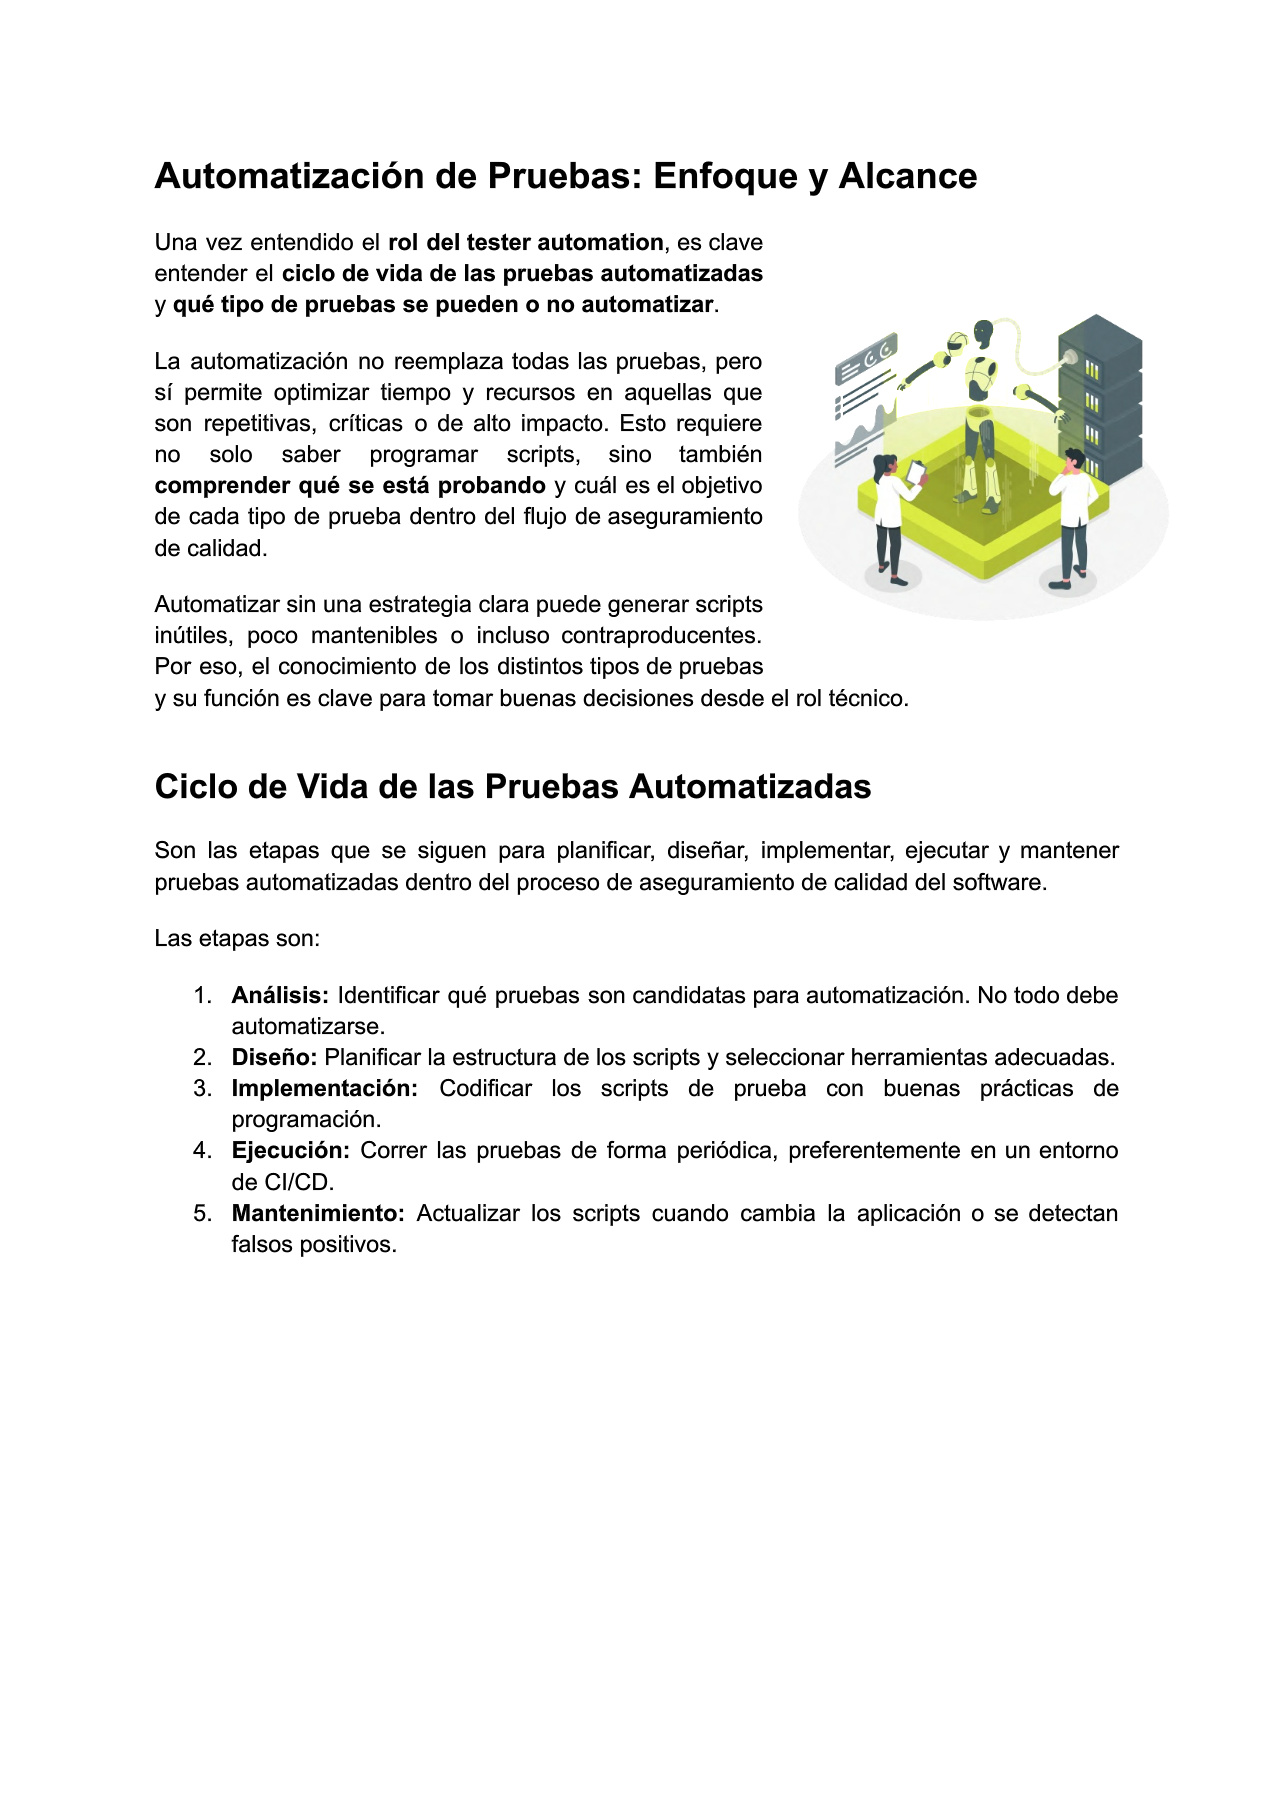 Automatización de Pruebas: Enfoque y Alcance
Una vez entendido el rol del tester automation, es clave
entender el ciclo de vida de las pruebas automatizadas
y qué tipo de pruebas se pueden o no automatizar.
La automatización no reemplaza todas las pruebas, pero
sí permite optimizar tiempo y recursos en aquellas que
son repetitivas, críticas o de alto impacto. Esto requiere
no solo saber programar scripts, sino también
comprender qué se está probando y cuál es el objetivo
de cada tipo de prueba dentro del flujo de aseguramiento
de calidad.
Automatizar sin una estrategia clara puede generar scripts
inútiles, poco mantenibles o incluso contraproducentes.
Por eso, el conocimiento de los distintos tipos de pruebas
y su función es clave para tomar buenas decisiones desde el rol técnico.
Ciclo de Vida de las Pruebas Automatizadas
Son las etapas que se siguen para planificar, diseñar, implementar, ejecutar y mantener
pruebas automatizadas dentro del proceso de aseguramiento de calidad del software.
Las etapas son:
1. Análisis: Identificar qué pruebas son candidatas para automatización. No todo debe
automatizarse.
2. Diseño: Planificar la estructura de los scripts y seleccionar herramientas adecuadas.
3. Implementación: Codificar los scripts de prueba con buenas prácticas de
programación.
4. Ejecución: Correr las pruebas de forma periódica, preferentemente en un entorno
de CI/CD.
5. Mantenimiento: Actualizar los scripts cuando cambia la aplicación o se detectan
falsos positivos.